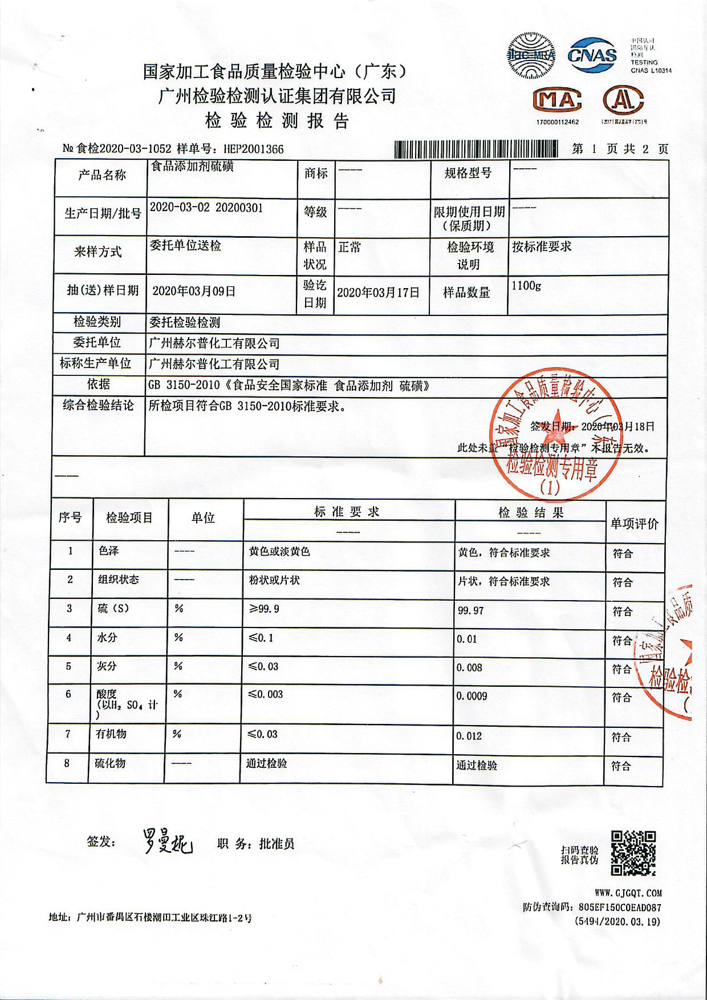 ilac-MRA
CNAS
中国认可
国际互认
检测
TESTING
CNAS L10314
MA
170000112462
AL
国家加工食品质量检验中心（广东）
广州检验检测认证集团有限公司
检验检测报告
№ 食检2020-03-1052 样单号：HEP2001366
第 1 页 共 2 页
产品名称 食品添加剂硫磺 商标 ---- 规格型号 ----
生产日期/批号 2020-03-02 20200301 等级 ---- 限期使用日期
（保质期） ----
来样方式 委托单位送检 样品
状况 正常 检验环境
说明 按标准要求
抽(送)样日期 2020年03月09日 验讫
日期 2020年03月17日 样品数量 1100g
检验类别 委托检验检测
委托单位 广州赫尔普化工有限公司
标称生产单位 广州赫尔普化工有限公司
依据 GB 3150-2010《食品安全国家标准 食品添加剂 硫磺》
综合检验结论 所检项目符合GB 3150-2010标准要求。
签发日期：2020年03月18日
此处未盖“检验检测专用章”本报告无效。
国家加工食品质量检验中心（广东）
检验检测专用章
(1)
----
序号 检验项目 单位 标准要求 检验结果 单项评价
---- ----
1 色泽 ---- 黄色或淡黄色 黄色，符合标准要求 符合
2 组织状态 ---- 粉状或片状 片状，符合标准要求 符合
3 硫（S） % ≥99.9 99.97 符合
4 水分 % ≤0.1 0.01 符合
5 灰分 % ≤0.03 0.008 符合
6 酸度
（以H₂SO₄计
） % ≤0.003 0.0009 符合
7 有机物 % ≤0.03 0.012 符合
8 硫化物 ---- 通过检验 通过检验 符合
国家加工食品质
检验检
签发： 罗曼妮 职 务：批准员
扫码查验
报告真伪
WWW.GJGQT.COM
防伪查询码：805EF150C0EAD087
(5494/2020.03.19)
地址：广州市番禺区石楼潮田工业区珠江路1-2号